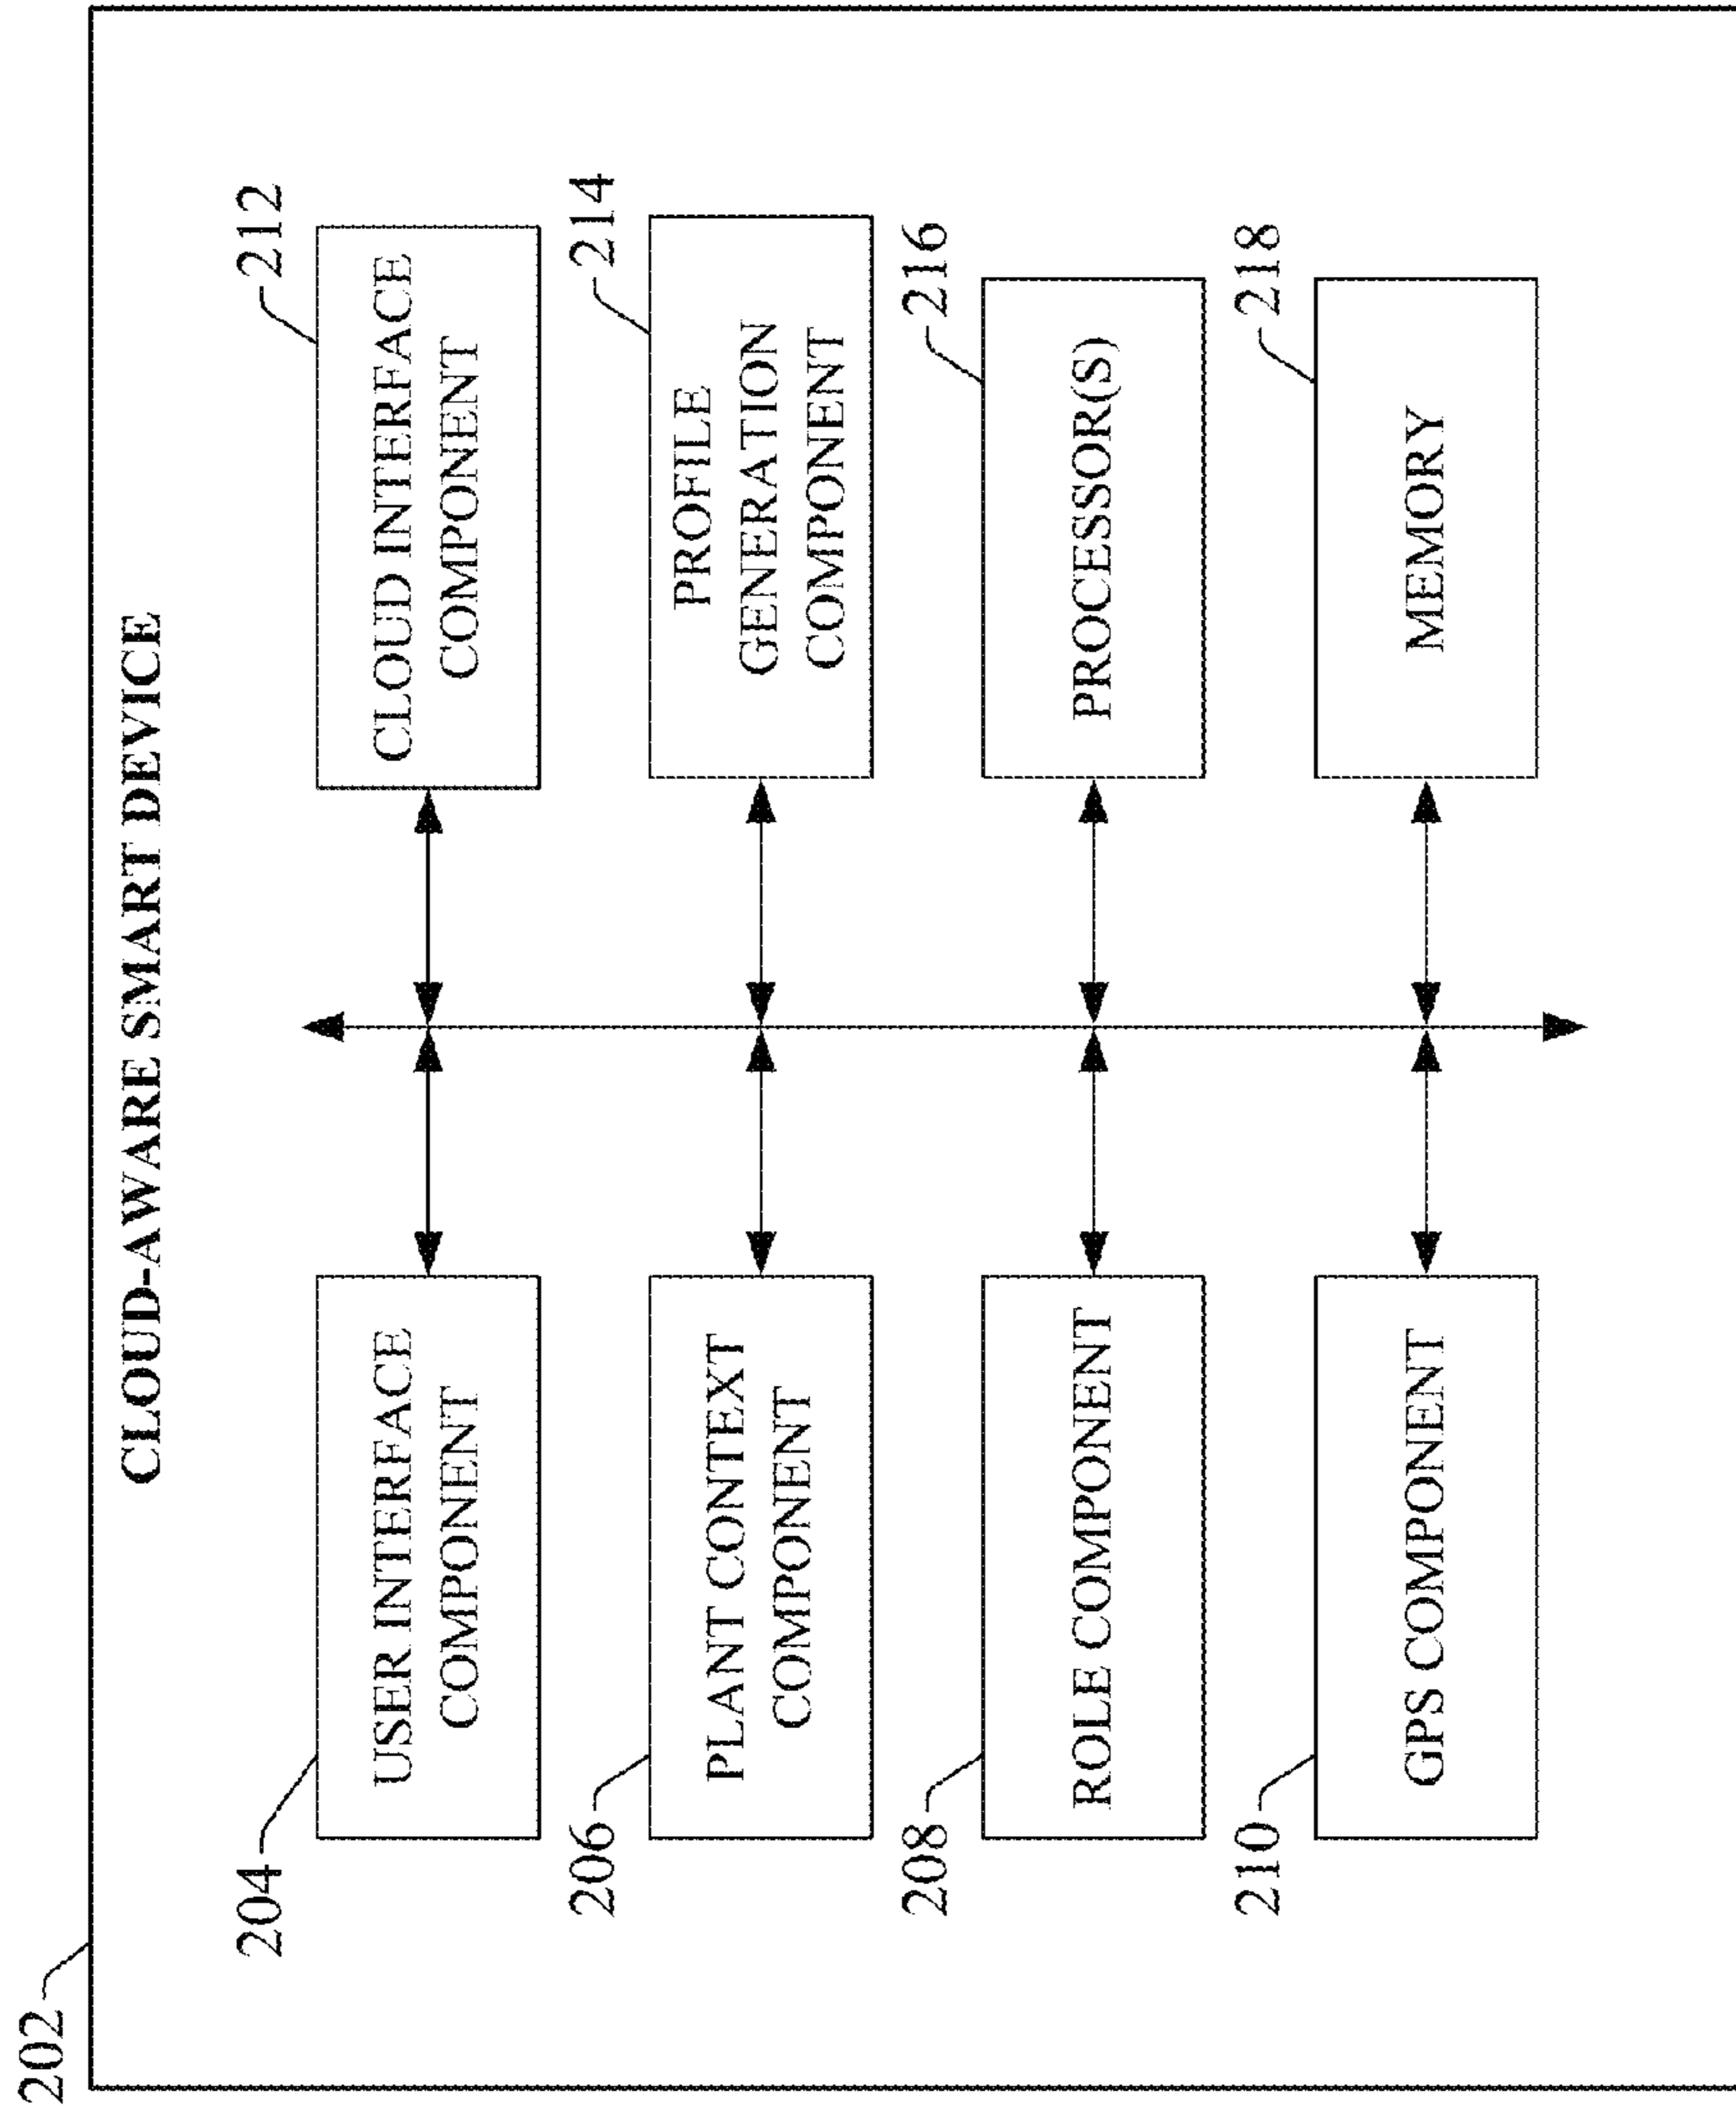 202
CLOUD-AWARE SMART DEVICE
204
USER INTERFACE
COMPONENT
212
CLOUD INTERFACE
COMPONENT
206
PLANT CONTEXT
COMPONENT
214
PROFILE
GENERATION
COMPONENT
208
ROLE COMPONENT
216
PROCESSOR(S)
210
GPS COMPONENT
218
MEMORY